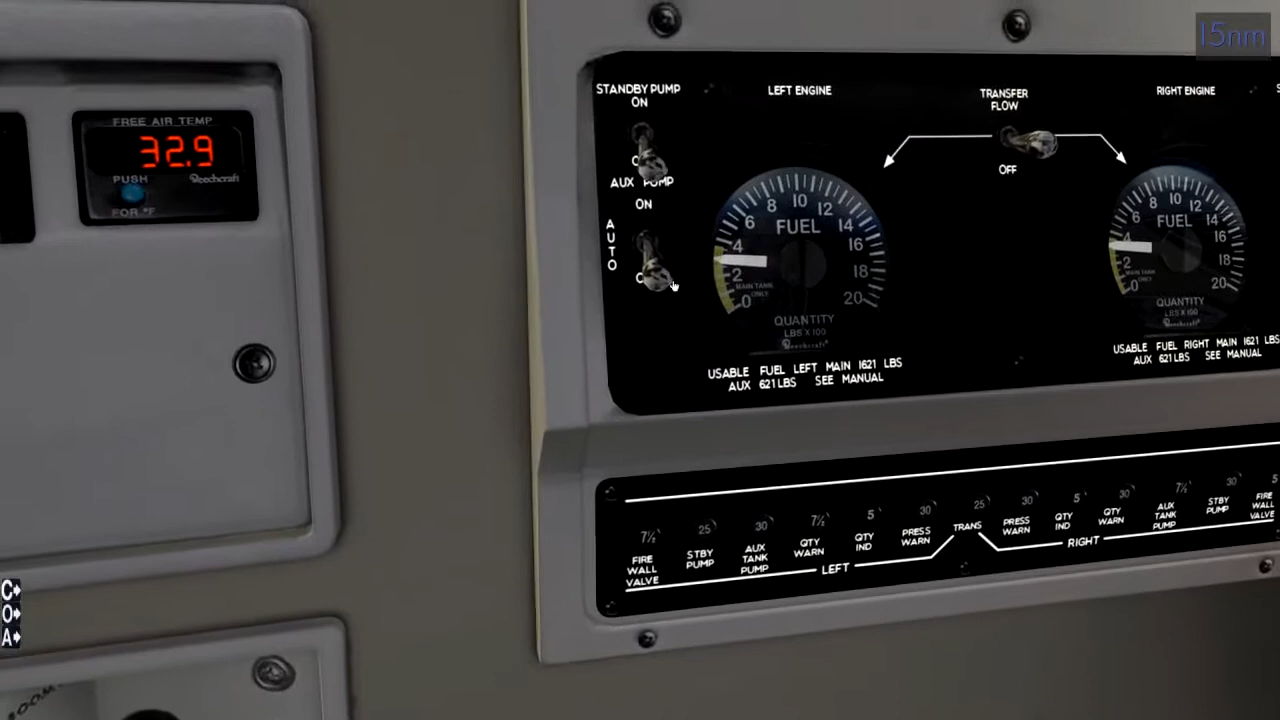 15nm
FREE AIR TEMP
32.9
PUSH
Beechcraft
FOR °F
STANDBY PUMP
ON
AUX PUMP
ON
AUTO
LEFT ENGINE
TRANSFER
FLOW
OFF
RIGHT ENGINE
0 2 4 6 8 10 12 14 16 18 20
FUEL
MAIN TANK
ONLY
QUANTITY
LBS X 100
Beechcraft
USABLE FUEL LEFT MAIN 1621 LBS
AUX 621 LBS SEE MANUAL
0 2 4 6 8 10 12 14 16 18 20
FUEL
MAIN TANK
ONLY
QUANTITY
LBS X 100
Beechcraft
USABLE FUEL RIGHT MAIN 1621 LBS
AUX 621 LBS SEE MANUAL
7½ 25 30 7½ 5 30 25 30 5 30 7½ 30 5
FIRE
WALL
VALVE
STBY
PUMP
AUX
TANK
PUMP
QTY
WARN
QTY
IND
PRESS
WARN
TRANS
PRESS
WARN
QTY
IND
QTY
WARN
AUX
TANK
PUMP
STBY
PUMP
FIRE
WALL
VALVE
LEFT
RIGHT
C
O
A